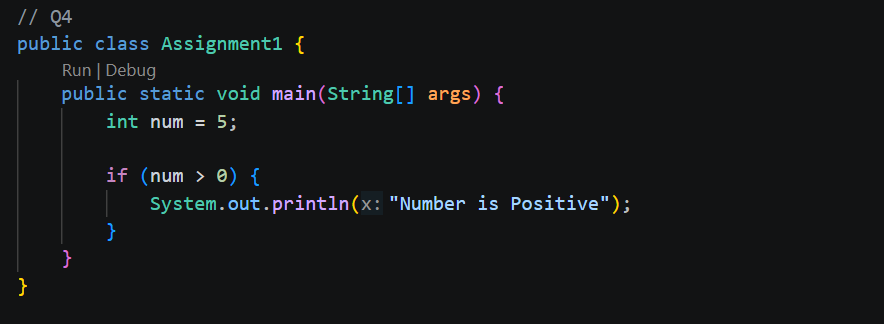 // Q4
public class Assignment1 {
Run | Debug
public static void main(String[] args) {
int num = 5;
if (num > 0) {
System.out.println(x: "Number is Positive");
}
}
}